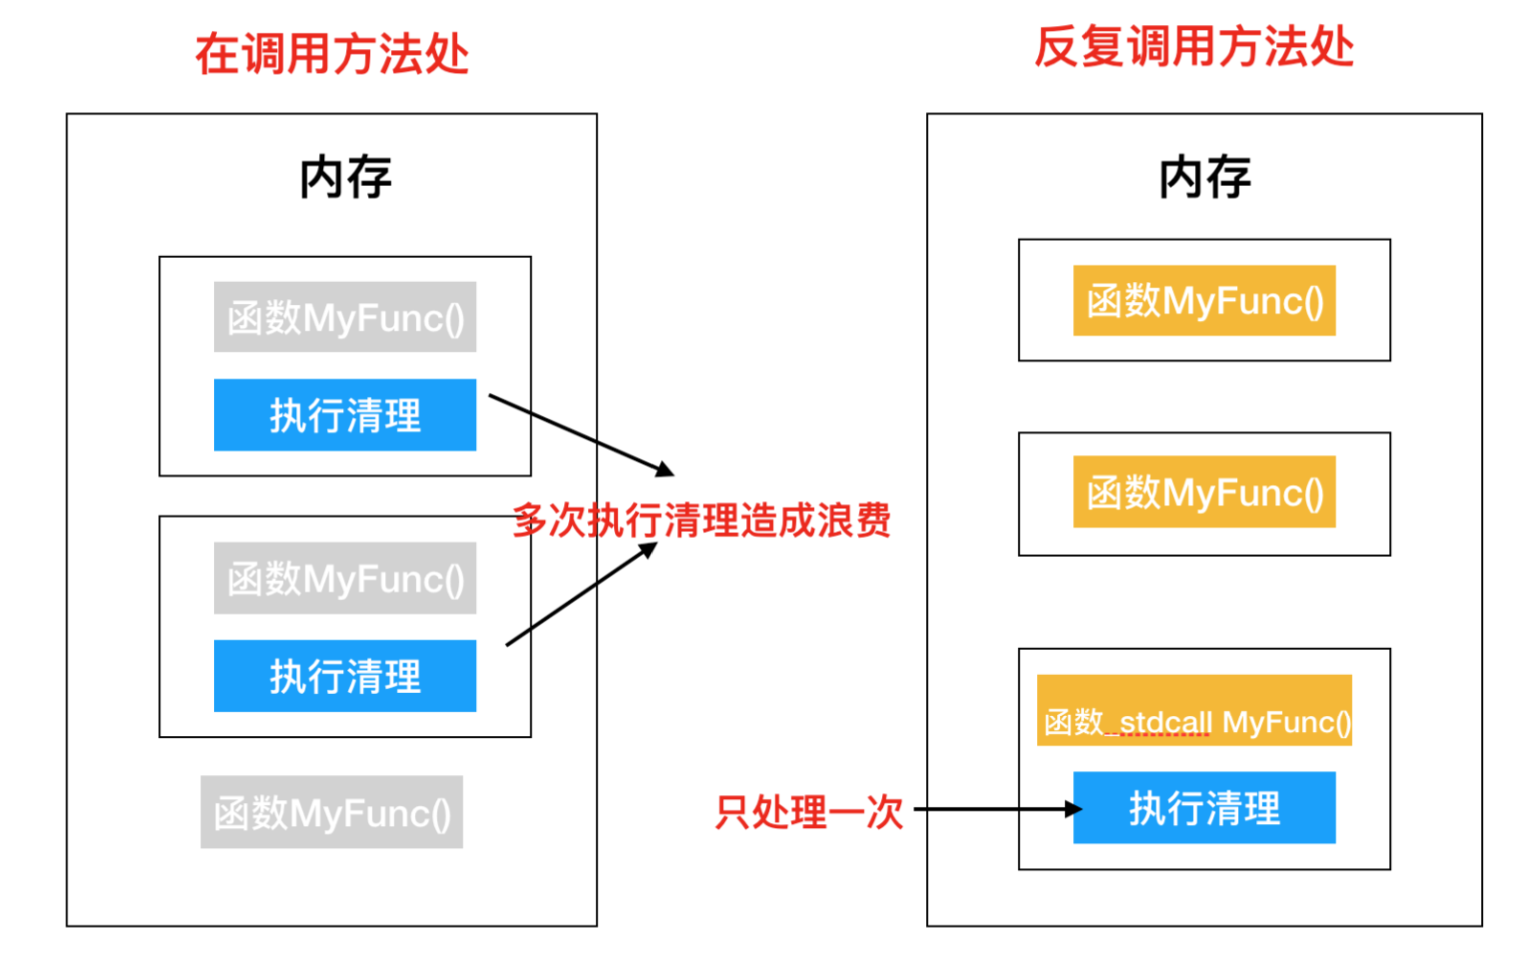 在调用方法处
内存
函数MyFunc()
执行清理
多次执行清理造成浪费
函数MyFunc()
执行清理
函数MyFunc()
反复调用方法处
内存
函数MyFunc()
函数MyFunc()
函数_stdcall MyFunc()
只处理一次
执行清理